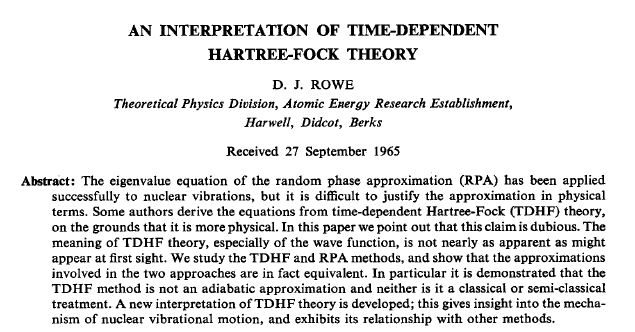 AN INTERPRETATION OF TIME-DEPENDENT
HARTREE-FOCK THEORY
D. J. ROWE
Theoretical Physics Division, Atomic Energy Research Establishment,
Harwell, Didcot, Berks
Received 27 September 1965
Abstract: The eigenvalue equation of the random phase approximation (RPA) has been applied
successfully to nuclear vibrations, but it is difficult to justify the approximation in physical
terms. Some authors derive the equations from time-dependent Hartree-Fock (TDHF) theory,
on the grounds that it is more physical. In this paper we point out that this claim is dubious. The
meaning of TDHF theory, especially of the wave function, is not nearly as apparent as might
appear at first sight. We study the TDHF and RPA methods, and show that the approximations
involved in the two approaches are in fact equivalent. In particular it is demonstrated that the
TDHF method is not an adiabatic approximation and neither is it a classical or semi-classical
treatment. A new interpretation of TDHF theory is developed; this gives insight into the mecha-
nism of nuclear vibrational motion, and exhibits its relationship with other methods.